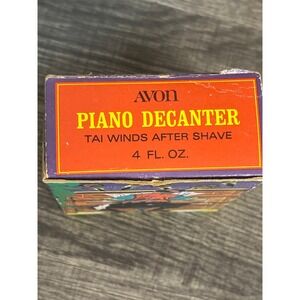 AVON
PIANO DECANTER
TAI WINDS AFTER SHAVE
4 FL. OZ.